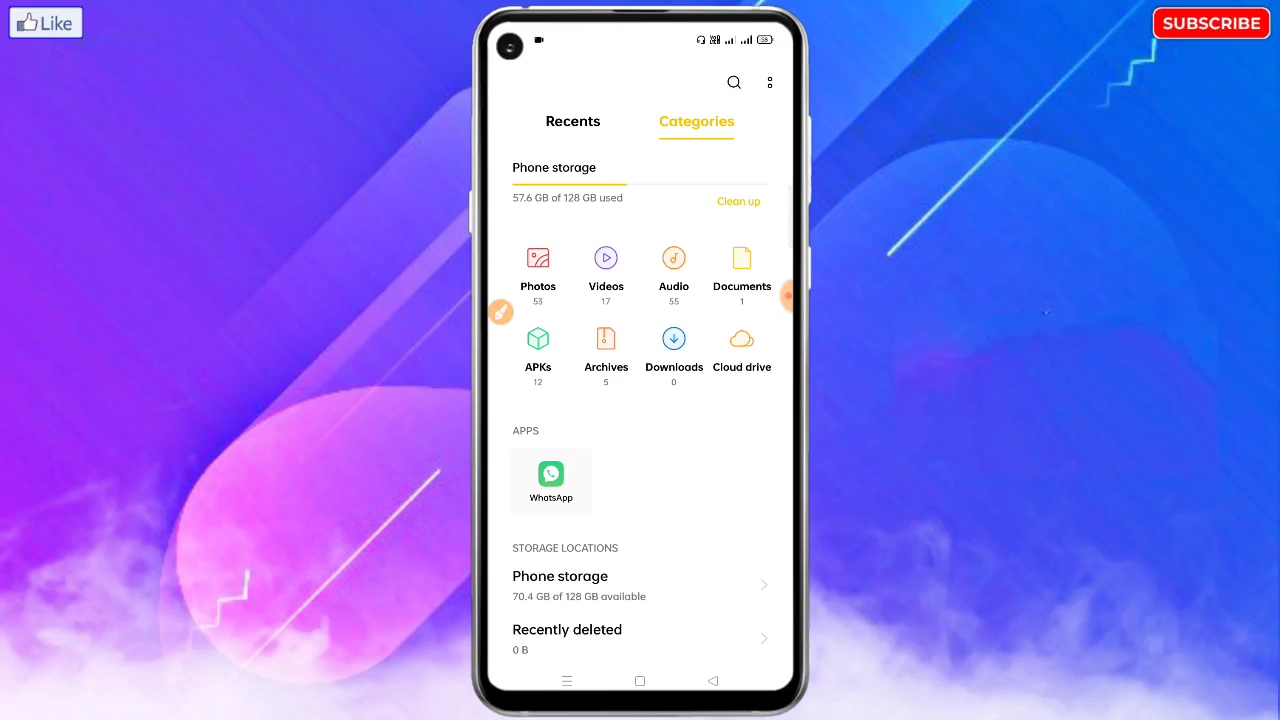 Like
SUBSCRIBE
Recents
Categories
Phone storage
57.6 GB of 128 GB used
Clean up
Photos
Videos
Audio
Documents
53
17
55
1
APKs
Archives
Downloads
Cloud drive
12
5
0
APPS
WhatsApp
STORAGE LOCATIONS
Phone storage
70.4 GB of 128 GB available
Recently deleted
0 B